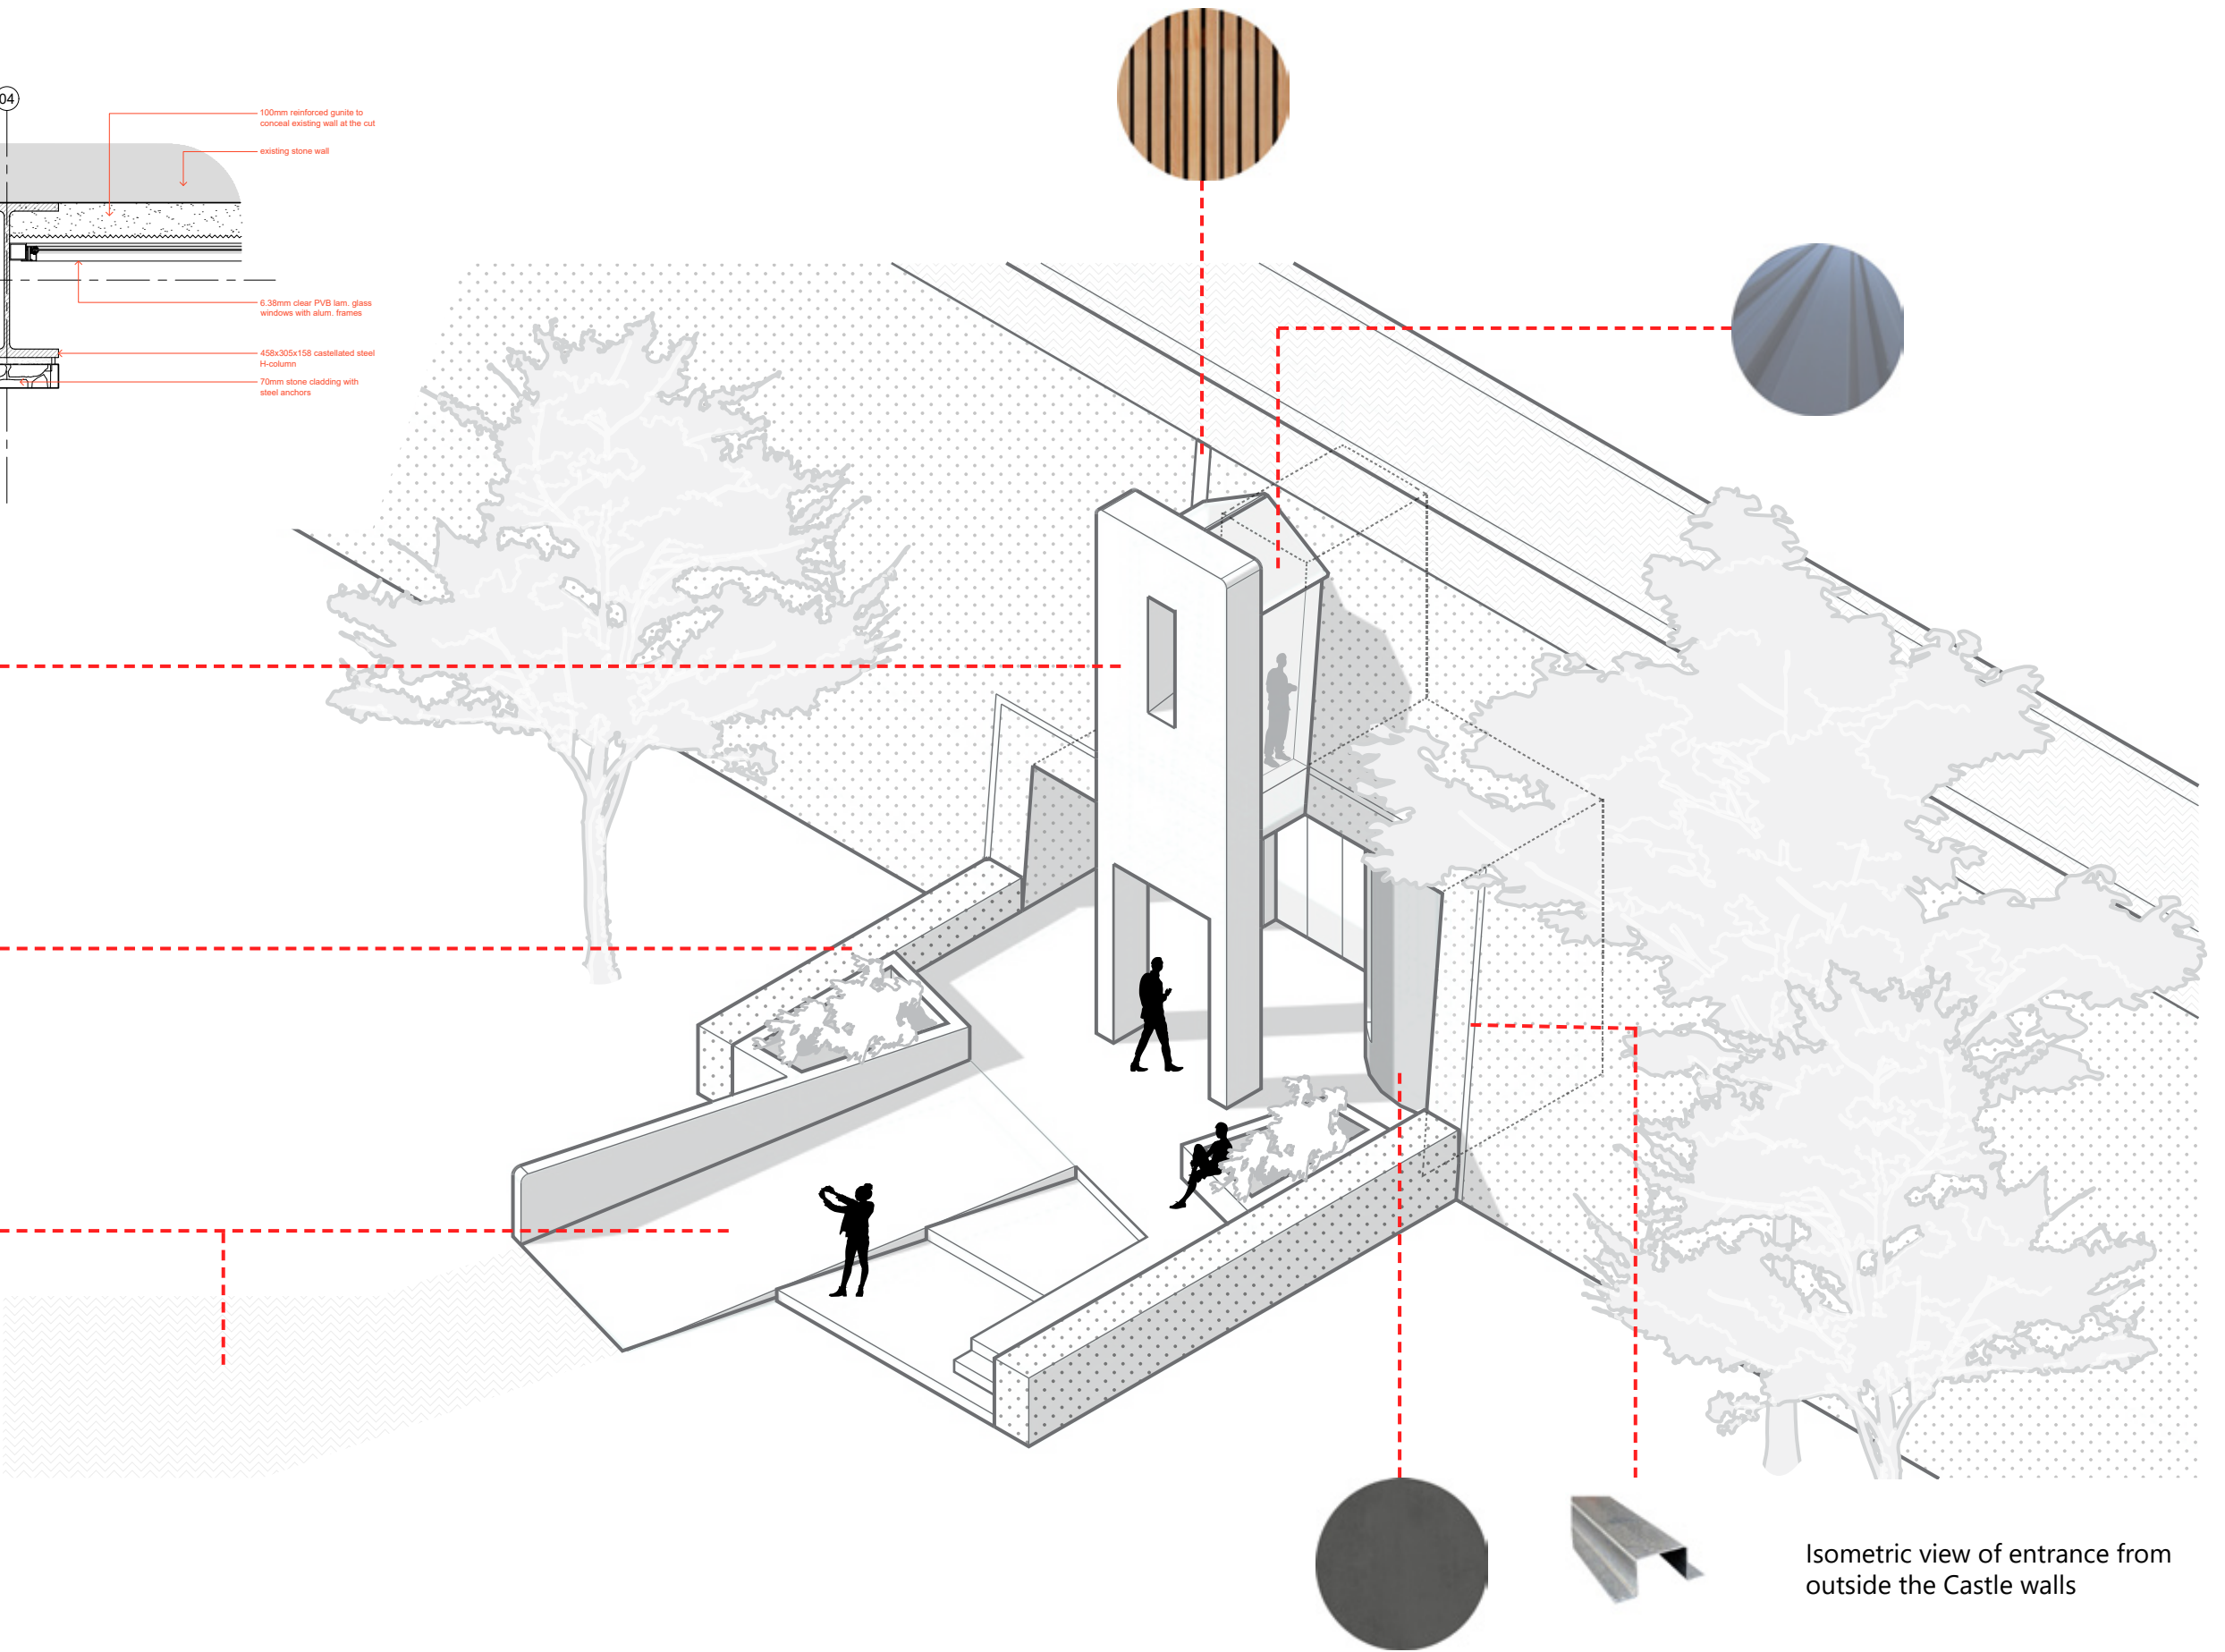 04
100mm reinforced gunite to
conceal existing wall at the cut
existing stone wall
6.38mm clear PVB lam. glass
windows with alum. frames
458x305x158 castellated steel
H-column
70mm stone cladding with
steel anchors
Isometric view of entrance from
outside the Castle walls